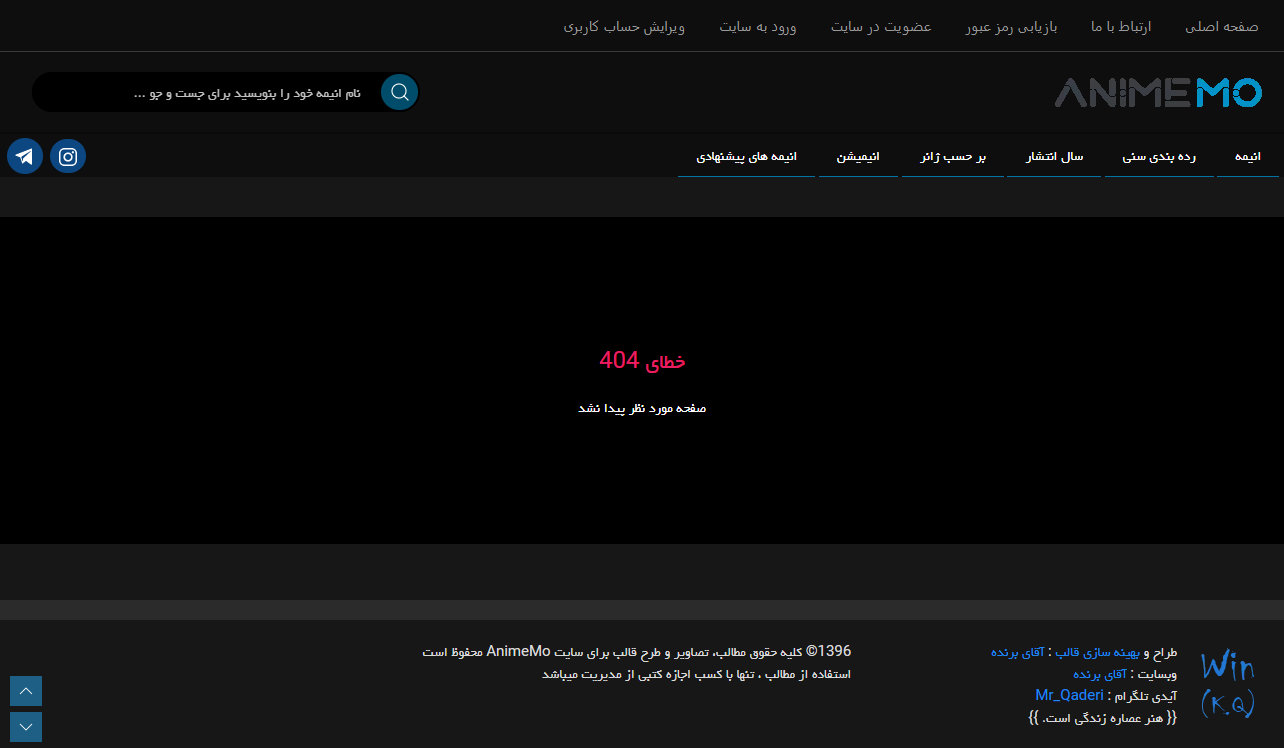 صفحه اصلی ارتباط با ما بازیابی رمز عبور عضویت در سایت ورود به سایت ویرایش حساب کاربری
ANIMEMO
نام انیمه خود را بنویسید برای جست و جو ...
انیمه رده بندی سنی سال انتشار بر حسب ژانر انیمیشن انیمه های پیشنهادی
خطای 404
صفحه مورد نظر پیدا نشد
Win
(K.Q)
طراح و بهینه سازی قالب : آقای برنده
وبسایت : آقای برنده
آیدی تلگرام : Mr_Qaderi
{{ هنر عصاره زندگی است. }}
1396© کلیه حقوق مطالب، تصاویر و طرح قالب برای سایت AnimeMo محفوظ است
استفاده از مطالب ، تنها با کسب اجازه کتبی از مدیریت میباشد